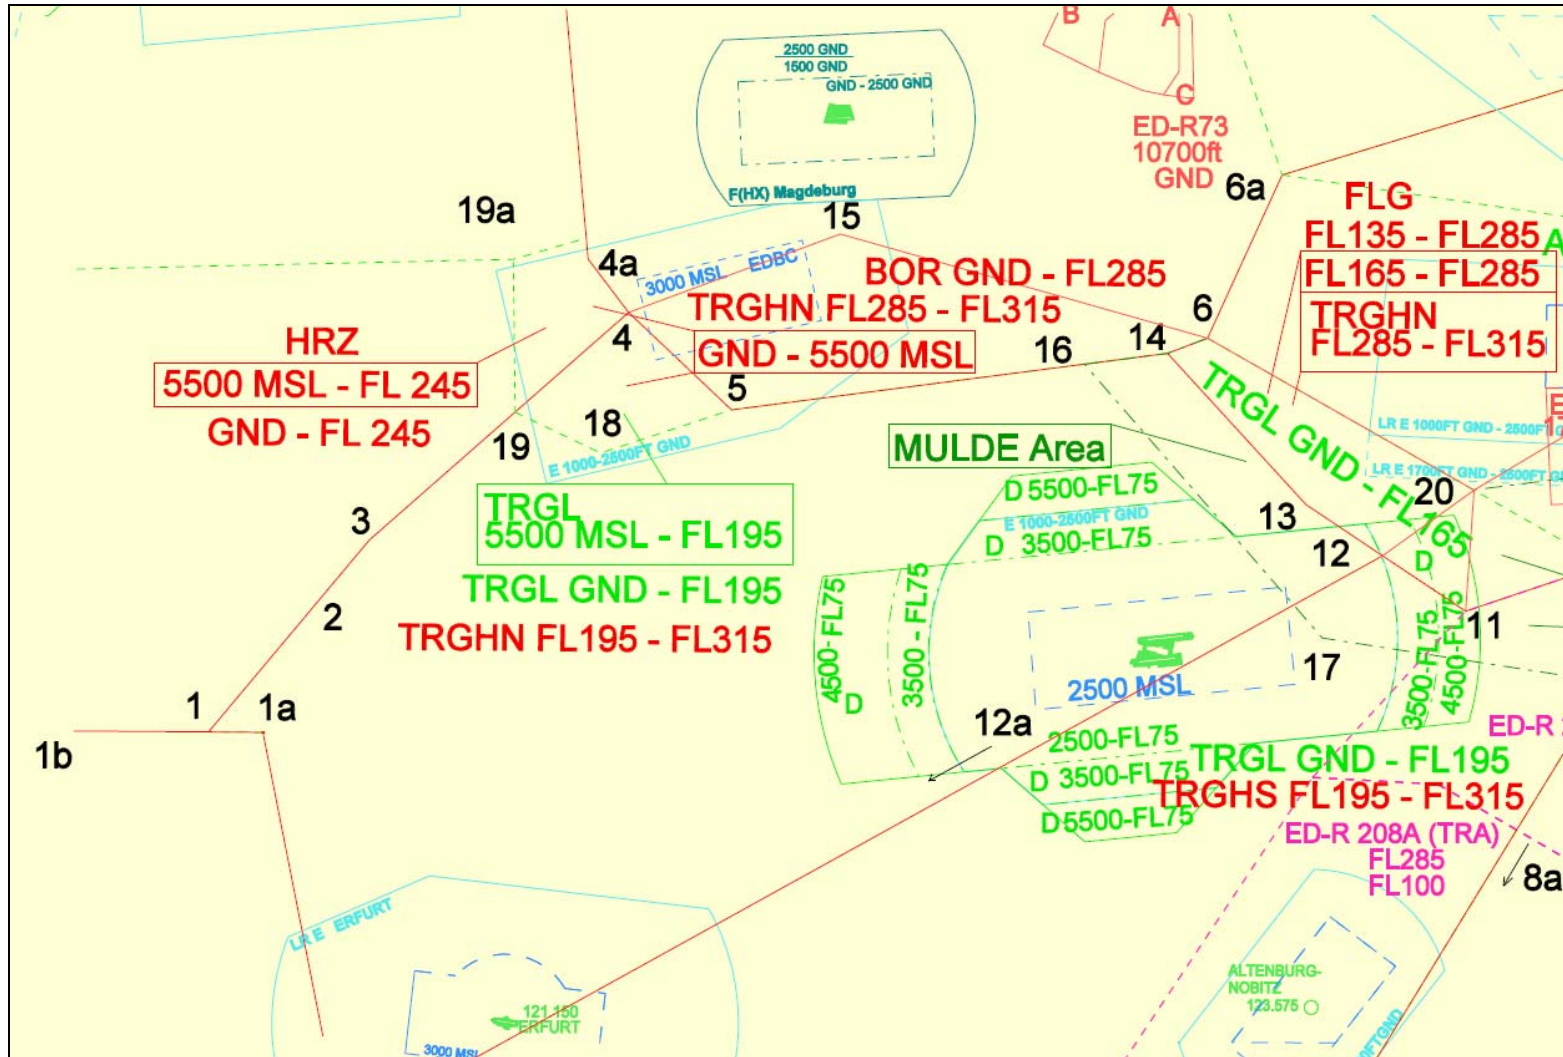 B
A
C
ED-R73
10700ft
GND
2500 GND
1500 GND
GND - 2500 GND
F(HX) Magdeburg
15
19a
4a
3000 MSL EDBC
6a
FLG
FL135 - FL285
FL165 - FL285
TRGHN
FL285 - FL315
A
BOR GND - FL285
TRGHN FL285 - FL315
GND - 5500 MSL
HRZ
5500 MSL - FL 245
GND - FL 245
4
5
16
14
6
18
19
E 1000-2500FT GND
TRGL
5500 MSL - FL195
TRGL GND - FL195
TRGHN FL195 - FL315
MULDE Area
TRGL GND - FL165
LR E 1000FT GND - 2500FT
LR E 1700FT GND - 2500FT
20
13
12
D
11
D 5500-FL75
E 1000-2500FT GND
D 3500-FL75
4500-FL75
D
3500 - FL75
2500 MSL
3500-FL75
4500-FL75
17
3
2
1
1a
1b
12a
2500-FL75
D 3500-FL75
D 5500-FL75
TRGL GND - FL195
TRGHS FL195 - FL315
ED-R
ED-R 208A (TRA)
FL285
FL100
8a
LR E ERFURT
121.150
ERFURT
3000 MSL
ALTENBURG-
NOBITZ
123.575